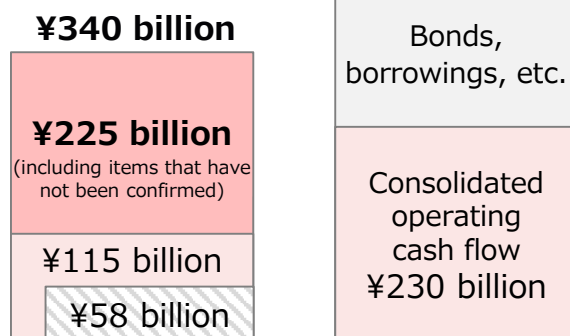 ¥340 billion
¥225 billion
(including items that have
not been confirmed)
¥115 billion
¥58 billion
Bonds,
borrowings, etc.
Consolidated
operating
cash flow
¥230 billion